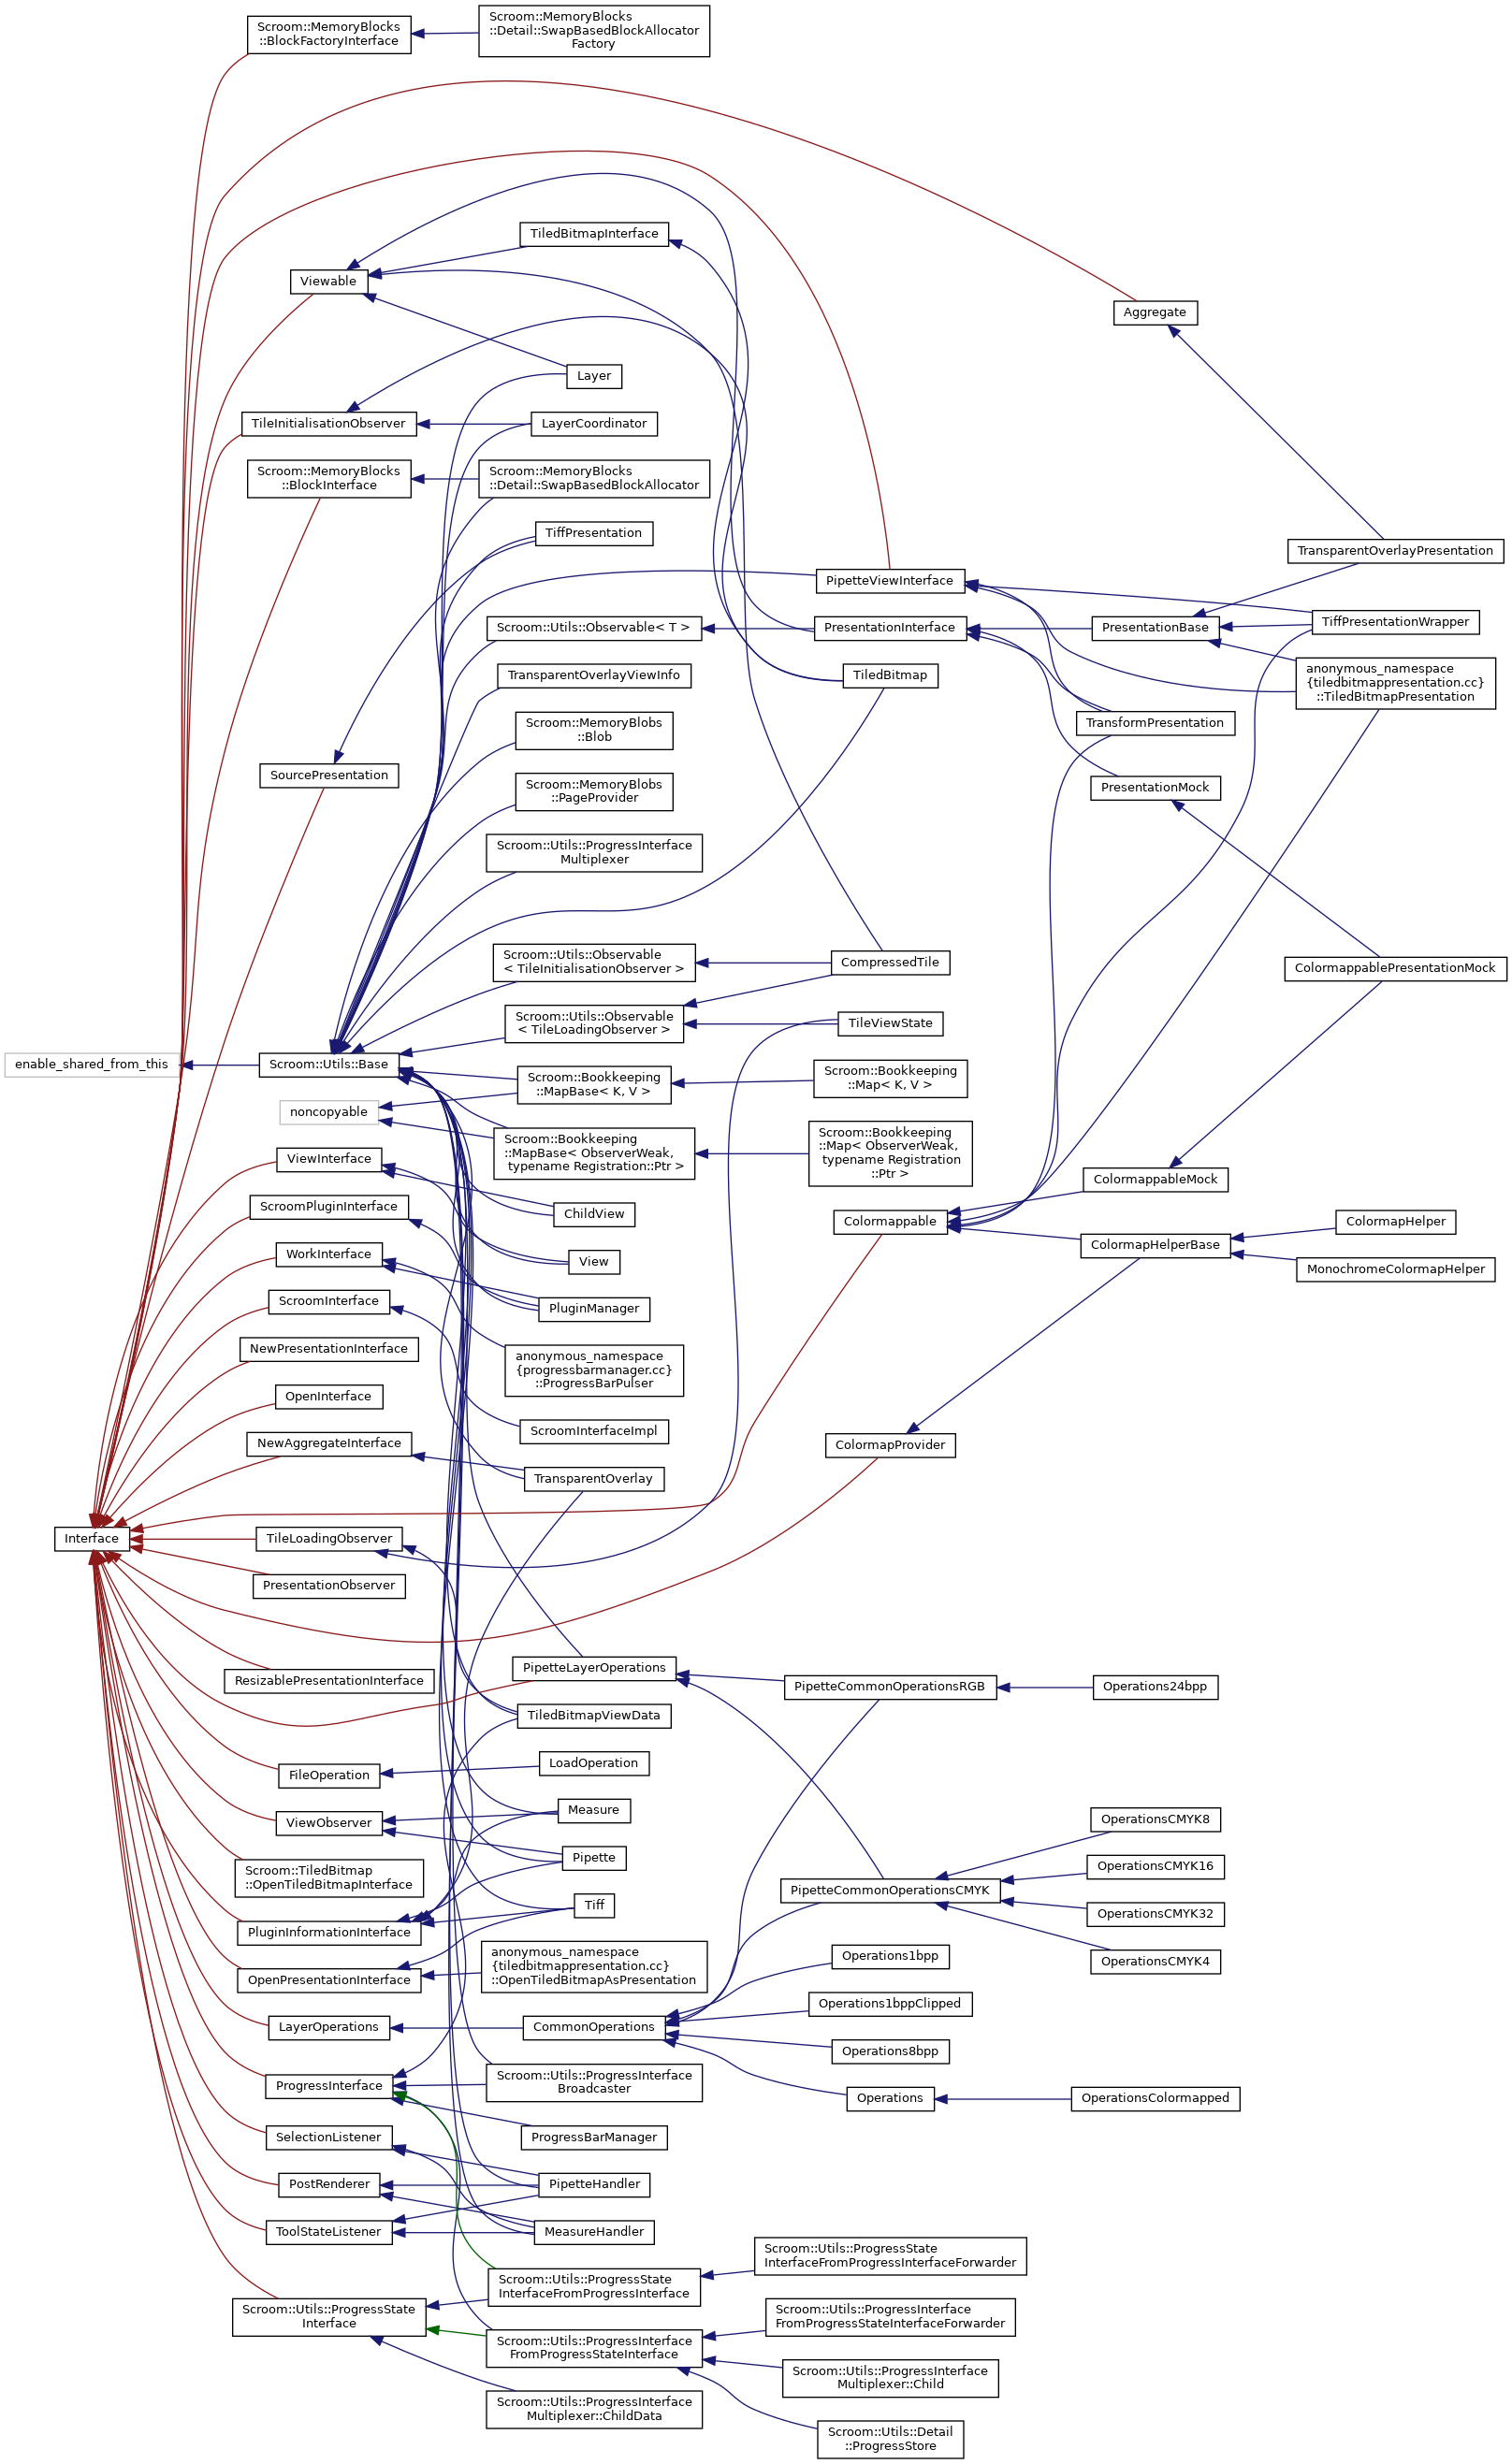 Scroom::MemoryBlocks
::BlockFactoryInterface
Scroom::MemoryBlocks
::Detail::SwapBasedBlockAllocator
Factory
TiledBitmapInterface
Viewable
Aggregate
Layer
TileInitialisationObserver
LayerCoordinator
Scroom::MemoryBlocks
::BlockInterface
Scroom::MemoryBlocks
::Detail::SwapBasedBlockAllocator
TiffPresentation
TransparentOverlayPresentation
PipetteViewInterface
Scroom::Utils::Observable< T >
PresentationInterface
PresentationBase
TiffPresentationWrapper
TransparentOverlayViewInfo
TiledBitmap
anonymous_namespace
{tiledbitmappresentation.cc}
::TiledBitmapPresentation
Scroom::MemoryBlobs
::Blob
TransformPresentation
SourcePresentation
Scroom::MemoryBlobs
::PageProvider
PresentationMock
Scroom::Utils::ProgressInterface
Multiplexer
Scroom::Utils::Observable
< TileInitialisationObserver >
CompressedTile
ColormappablePresentationMock
Scroom::Utils::Observable
< TileLoadingObserver >
TileViewState
enable_shared_from_this
Scroom::Utils::Base
Scroom::Bookkeeping
::MapBase< K, V >
Scroom::Bookkeeping
::Map< K, V >
noncopyable
Scroom::Bookkeeping
::MapBase< ObserverWeak,
typename Registration::Ptr >
Scroom::Bookkeeping
::Map< ObserverWeak,
typename Registration
::Ptr >
ViewInterface
ColormappableMock
ScroomPluginInterface
ChildView
Colormappable
ColormapHelper
ColormapHelperBase
WorkInterface
View
MonochromeColormapHelper
ScroomInterface
PluginManager
NewPresentationInterface
anonymous_namespace
{progressbarmanager.cc}
::ProgressBarPulser
OpenInterface
ScroomInterfaceImpl
NewAggregateInterface
ColormapProvider
TransparentOverlay
Interface
TileLoadingObserver
PresentationObserver
ResizablePresentationInterface
PipetteLayerOperations
PipetteCommonOperationsRGB
Operations24bpp
TiledBitmapViewData
FileOperation
LoadOperation
ViewObserver
Measure
OperationsCMYK8
Scroom::TiledBitmap
::OpenTiledBitmapInterface
Pipette
OperationsCMYK16
PipetteCommonOperationsCMYK
Tiff
OperationsCMYK32
PluginInformationInterface
Operations1bpp
OperationsCMYK4
OpenPresentationInterface
anonymous_namespace
{tiledbitmappresentation.cc}
::OpenTiledBitmapAsPresentation
Operations1bppClipped
LayerOperations
CommonOperations
Operations8bpp
ProgressInterface
Scroom::Utils::ProgressInterface
Broadcaster
Operations
OperationsColormapped
SelectionListener
ProgressBarManager
PostRenderer
PipetteHandler
ToolStateListener
MeasureHandler
Scroom::Utils::ProgressState
InterfaceFromProgressInterfaceForwarder
Scroom::Utils::ProgressState
InterfaceFromProgressInterface
Scroom::Utils::ProgressState
Interface
Scroom::Utils::ProgressInterface
FromProgressStateInterfaceForwarder
Scroom::Utils::ProgressInterface
FromProgressStateInterface
Scroom::Utils::ProgressInterface
Multiplexer::Child
Scroom::Utils::ProgressInterface
Multiplexer::ChildData
Scroom::Utils::Detail
::ProgressStore